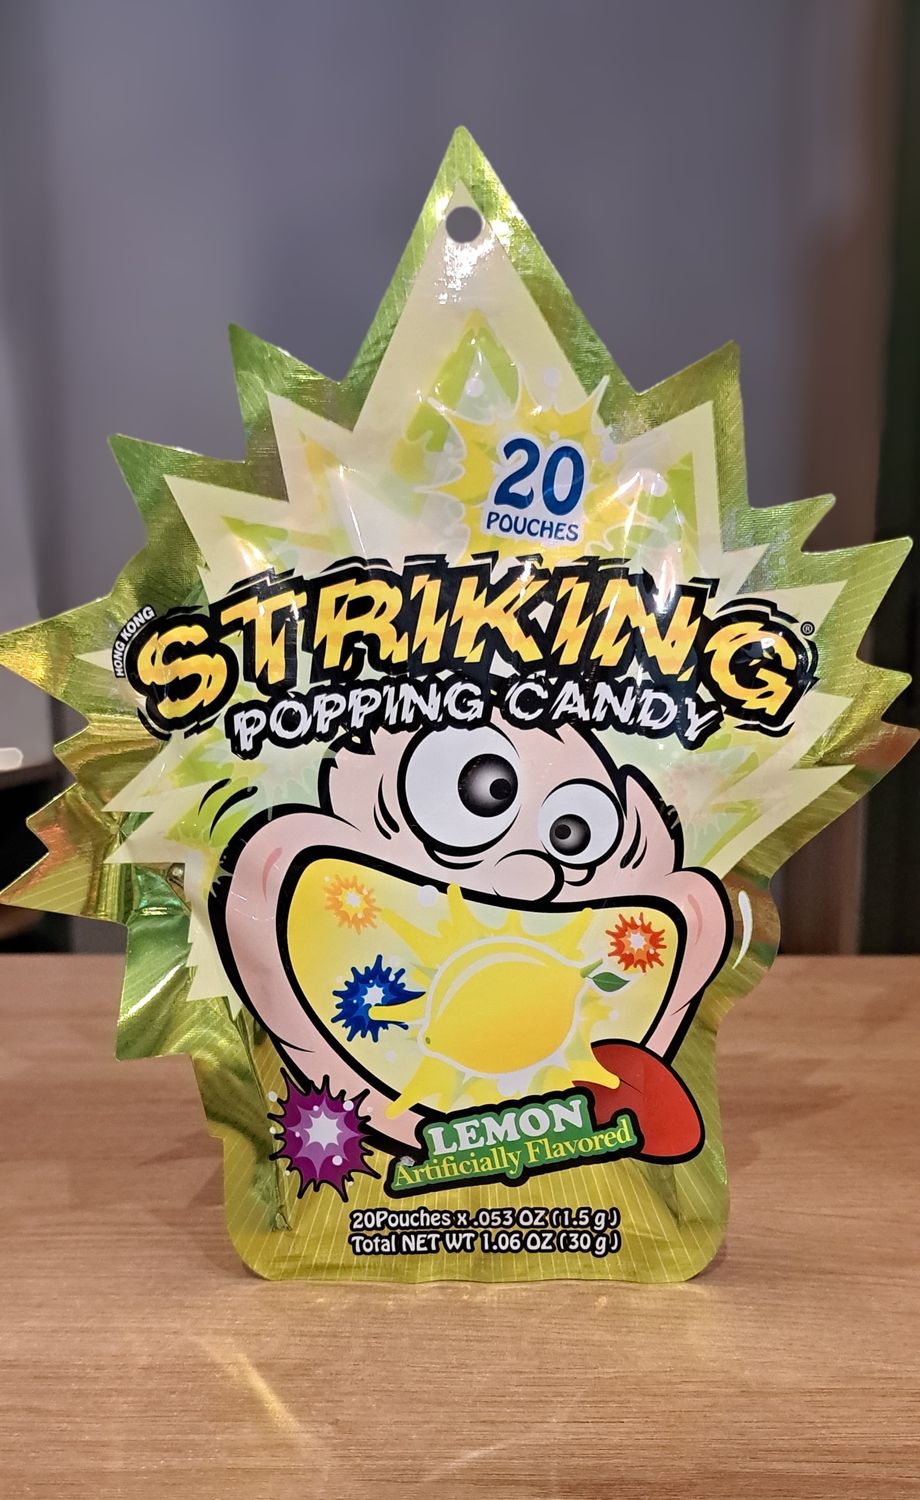 20
POUCHES
HONG KONG
STRIKING®
POPPING CANDY
LEMON
Artificially Flavored
20Pouches x .053 OZ (1.5 g)
Total NET WT 1.06 OZ (30 g)